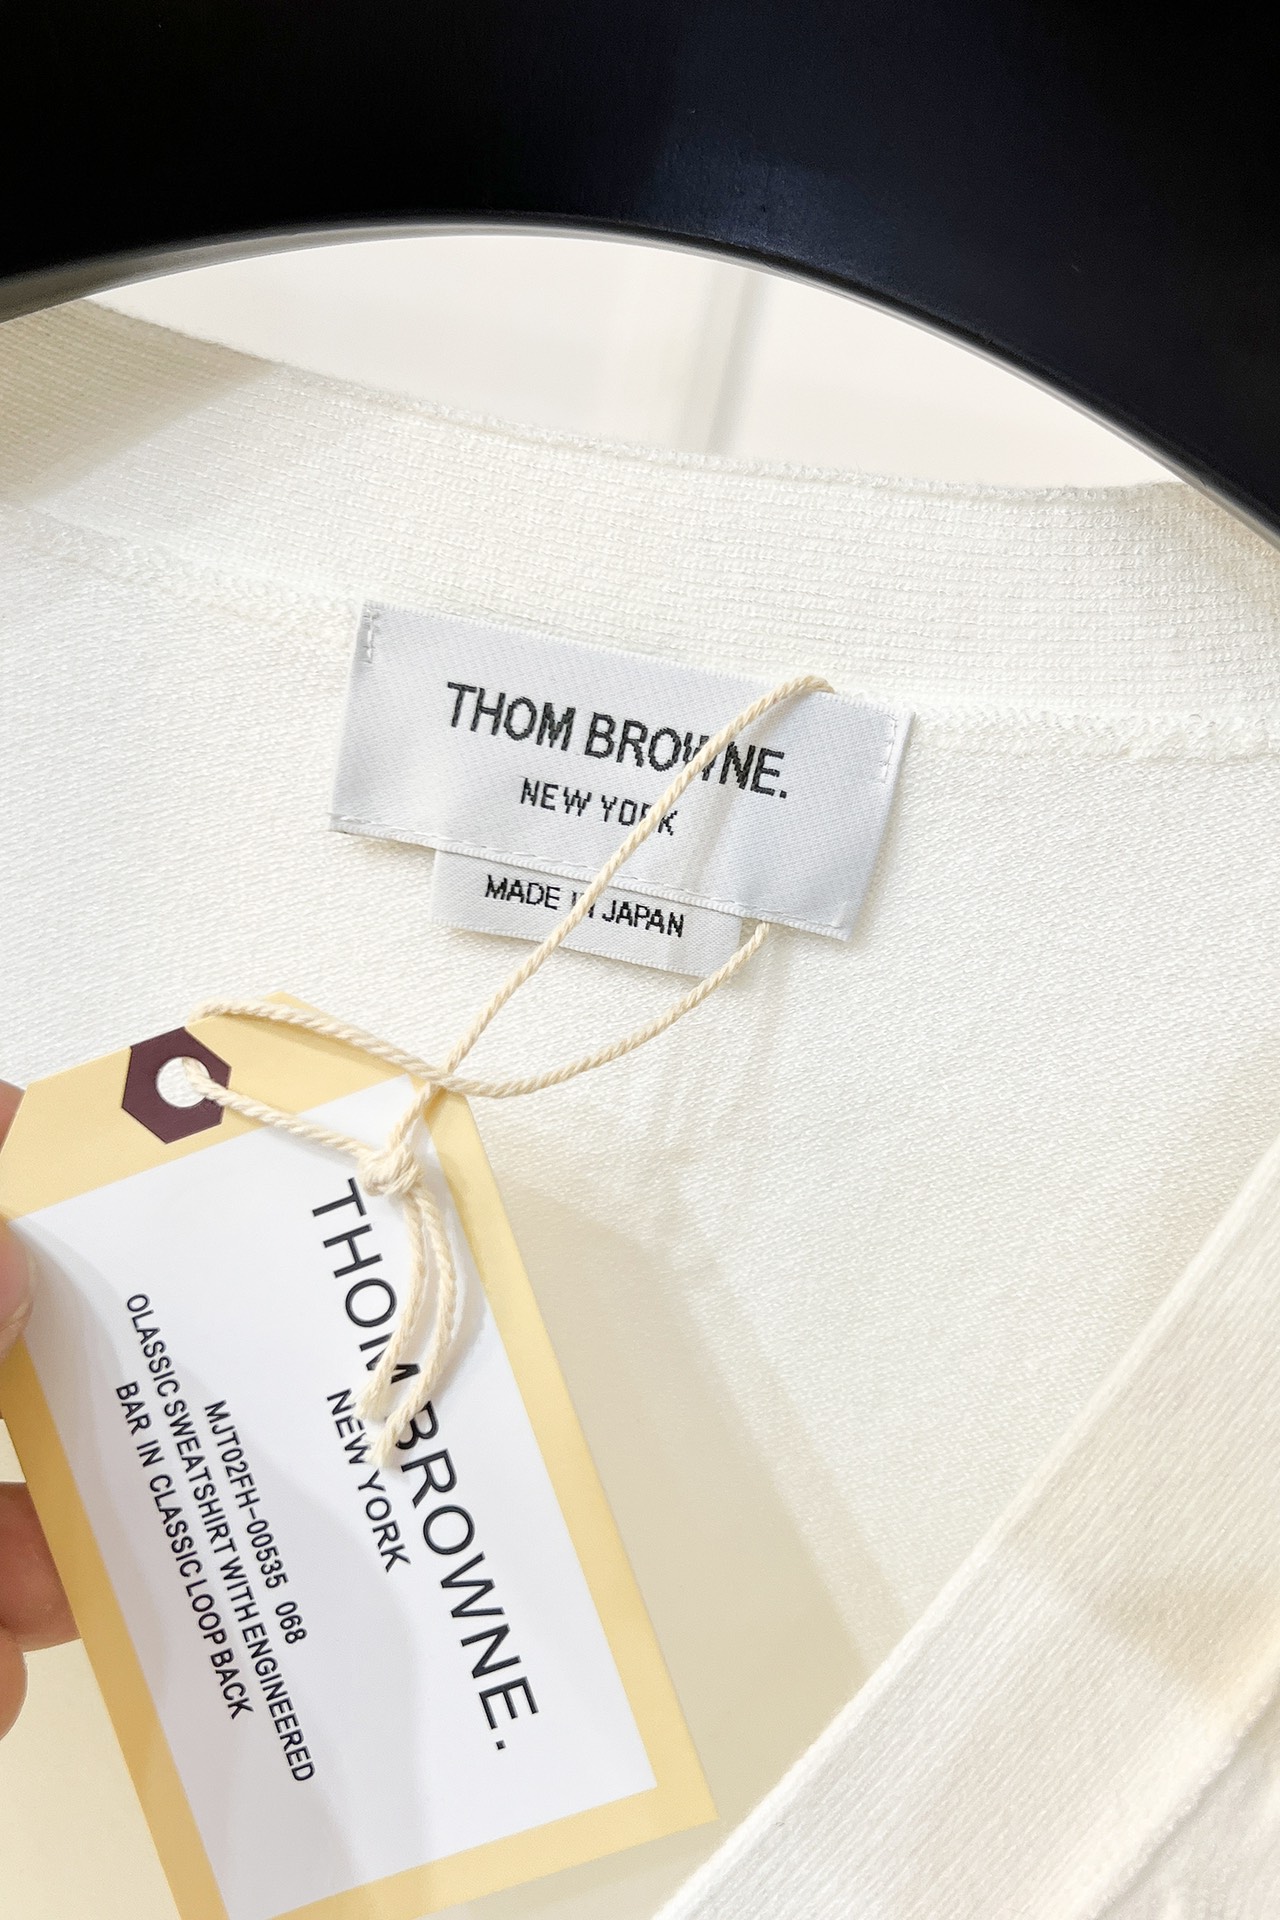 THOM BROWNE.
NEW YORK
MADE IN JAPAN
THOM BROWNE.
NEW YORK
MJT02FH-00535 068
OLASSIC SWEATSHIRT WITH ENGINEERED
BAR IN CLASSIC LOOP BACK